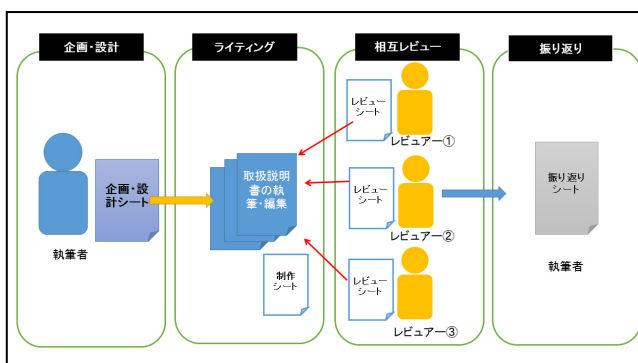 企画・設計
ライティング
相互レビュー
振り返り
企画・設
計シート
執筆者
取扱説明
書の執
筆・編集
制作
シート
レビュー
シート
レビュアー①
レビュー
シート
レビュアー②
レビュー
シート
レビュアー③
振り返り
シート
執筆者